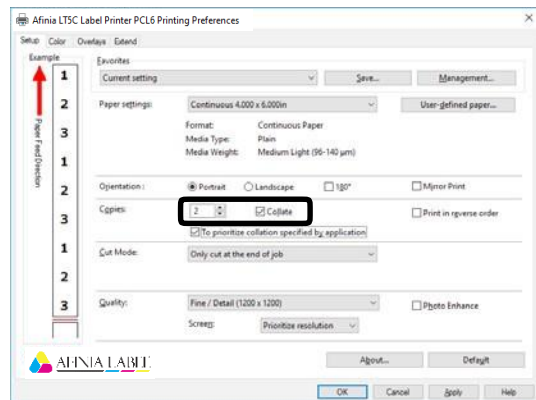 Afinia LT5C Label Printer PCL6 Printing Preferences
Setup Color Overlays Extend
Example
Paper Feed Direction
1
2
3
1
2
3
1
2
3
Favorites
Current setting Save... Management...
Paper settings: Continuous 4.000 x 6.000in User-defined paper...
Format: Continuous Paper
Media Type: Plain
Media Weight: Medium Light (96-140 µm)
Orientation : Portrait Landscape 180° Mirror Print
Copies: 2 Collate Print in reverse order
To prioritize collation specified by application
Cut Mode: Only cut at the end of job
Quality: Fine / Detail (1200 x 1200) Photo Enhance
Screen: Prioritize resolution
AFINIA LABEL
About... Default
OK Cancel Apply Help